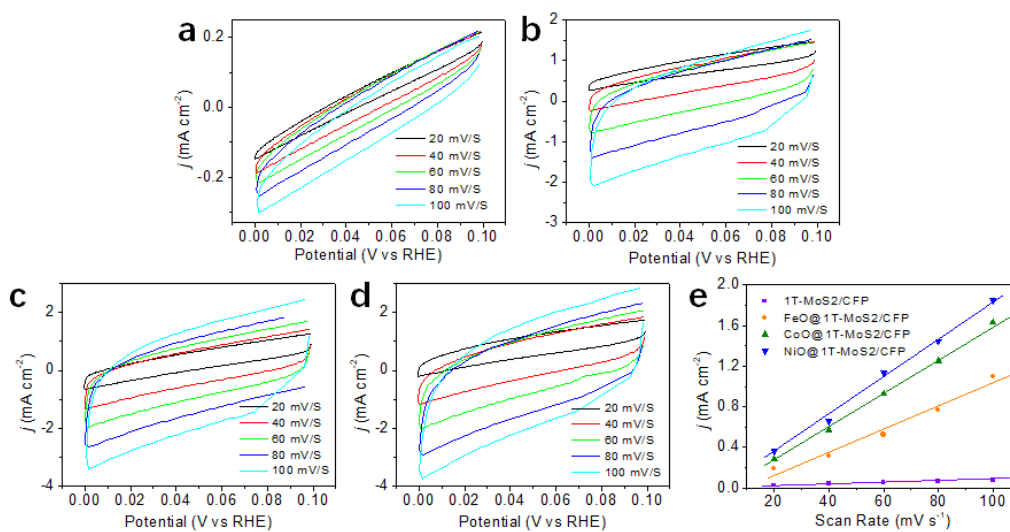 a
0.2
0.0
-0.2
j (mA cm-2)
20 mV/S
40 mV/S
60 mV/S
80 mV/S
100 mV/S
0.00 0.02 0.04 0.06 0.08 0.10
Potential (V vs RHE)
b
2
1
0
-1
-2
-3
j (mA cm-2)
20 mV/S
40 mV/S
60 mV/S
80 mV/S
100 mV/S
0.00 0.02 0.04 0.06 0.08 0.10
Potential (V vs RHE)
c
2
0
-2
-4
j (mA cm-2)
20 mV/S
40 mV/S
60 mV/S
80 mV/S
100 mV/S
0.00 0.02 0.04 0.06 0.08 0.10
Potential (V vs RHE)
d
2
0
-2
-4
j (mA cm-2)
20 mV/S
40 mV/S
60 mV/S
80 mV/S
100 mV/S
0.00 0.02 0.04 0.06 0.08 0.10
Potential (V vs RHE)
e
2.0
1.6
1.2
0.8
0.4
0.0
j (mA cm-2)
1T-MoS2/CFP
FeO@1T-MoS2/CFP
CoO@1T-MoS2/CFP
NiO@1T-MoS2/CFP
20 40 60 80 100
Scan Rate (mV s-1)